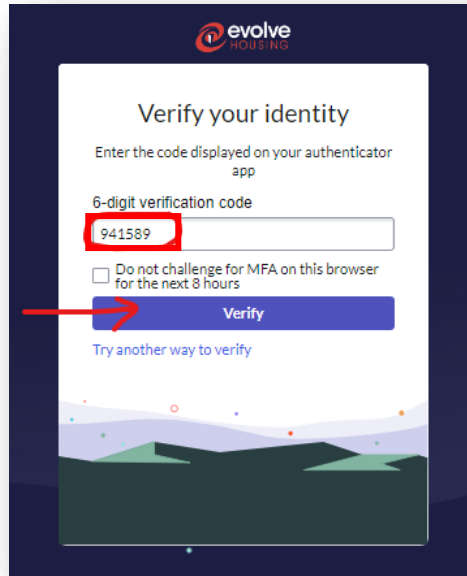 evolve
HOUSING
Verify your identity
Enter the code displayed on your authenticator
app
6-digit verification code
941589
Do not challenge for MFA on this browser
for the next 8 hours
Verify
Try another way to verify